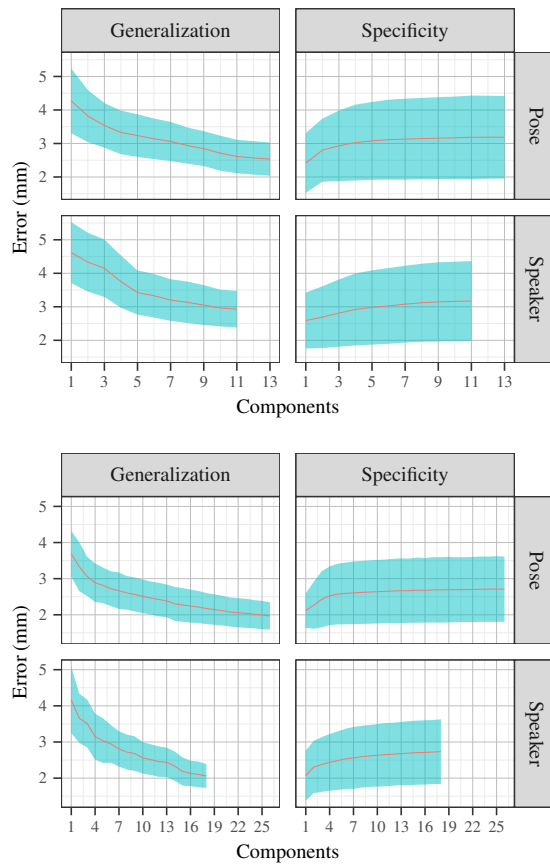 Generalization Specificity
5
4
3
2
Pose
Error (mm)
5
4
3
2
Speaker
1 3 5 7 9 11 13 1 3 5 7 9 11 13
Components
Generalization Specificity
5
4
3
2
Pose
Error (mm)
5
4
3
2
Speaker
1 4 7 10 13 16 19 22 25 1 4 7 10 13 16 19 22 25
Components